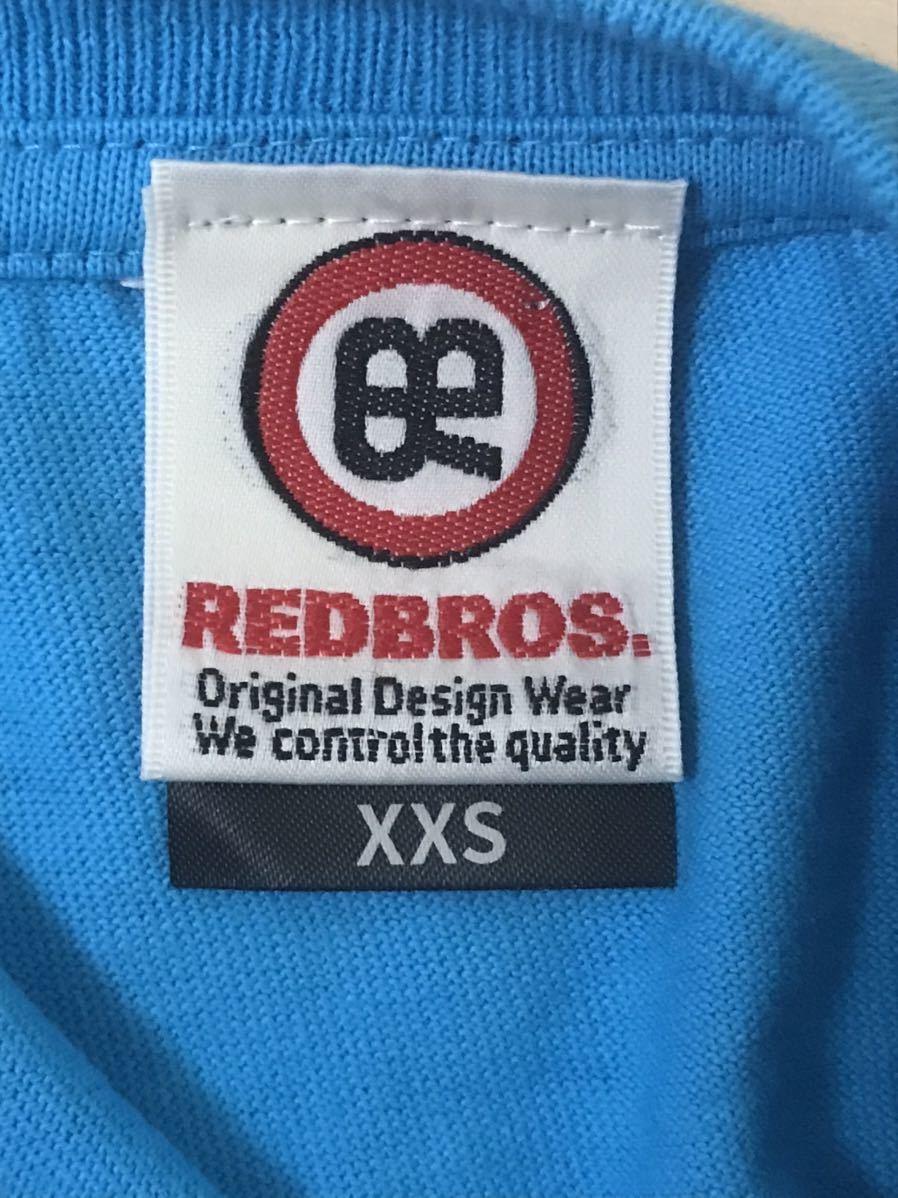 REDBROS.
Original Design Wear
We control the quality
XXS